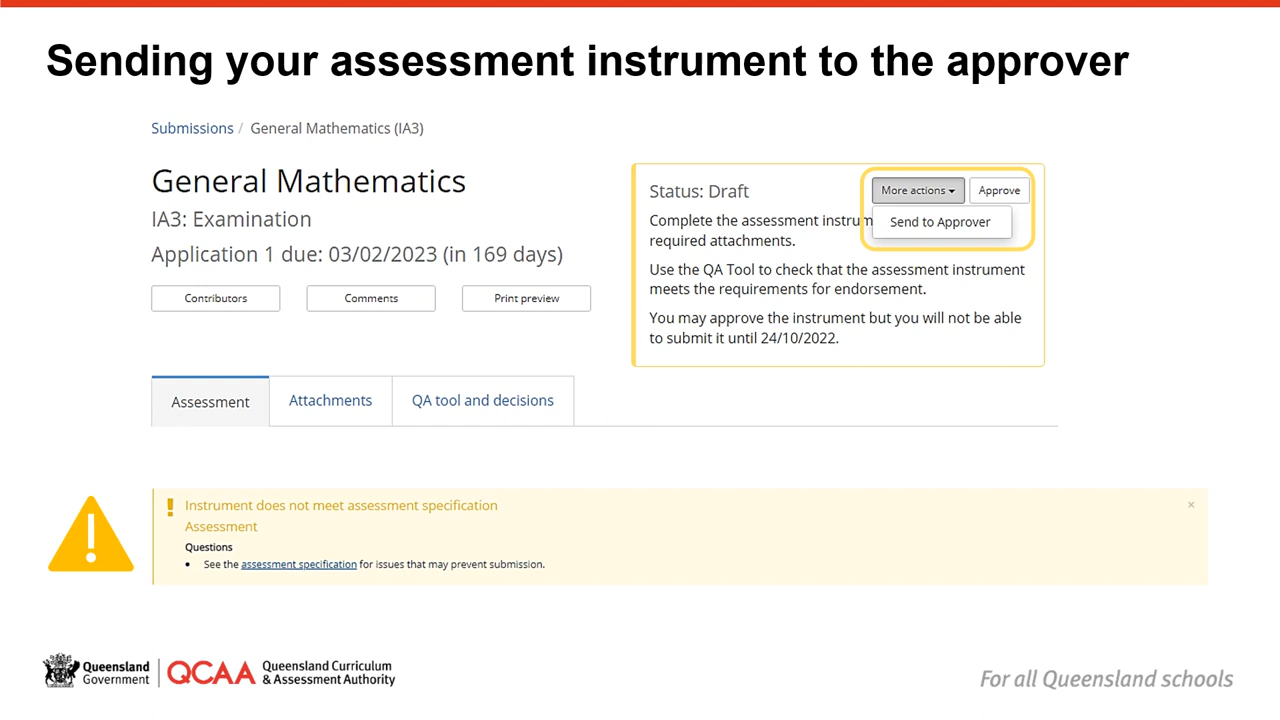 Sending your assessment instrument to the approver
Submissions / General Mathematics (IA3)
General Mathematics
IA3: Examination
Application 1 due: 03/02/2023 (in 169 days)
Contributors
Comments
Print preview
Status: Draft
More actions
Approve
Send to Approver
Complete the assessment instrum
required attachments.
Use the QA Tool to check that the assessment instrument
meets the requirements for endorsement.
You may approve the instrument but you will not be able
to submit it until 24/10/2022.
Assessment
Attachments
QA tool and decisions
Instrument does not meet assessment specification
×
Assessment
Questions
• See the assessment specification for issues that may prevent submission.
Queensland
Government
QCAA
Queensland Curriculum
& Assessment Authority
For all Queensland schools